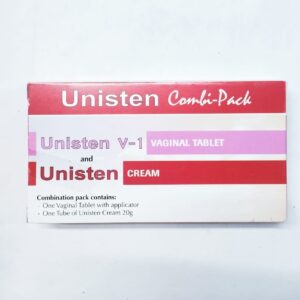 Unisten Combi-Pack
Unisten V-1 VAGINAL TABLET
and
Unisten CREAM
Combination pack contains:
- One Vaginal Tablet with applicator
- One Tube of Unisten Cream 20g